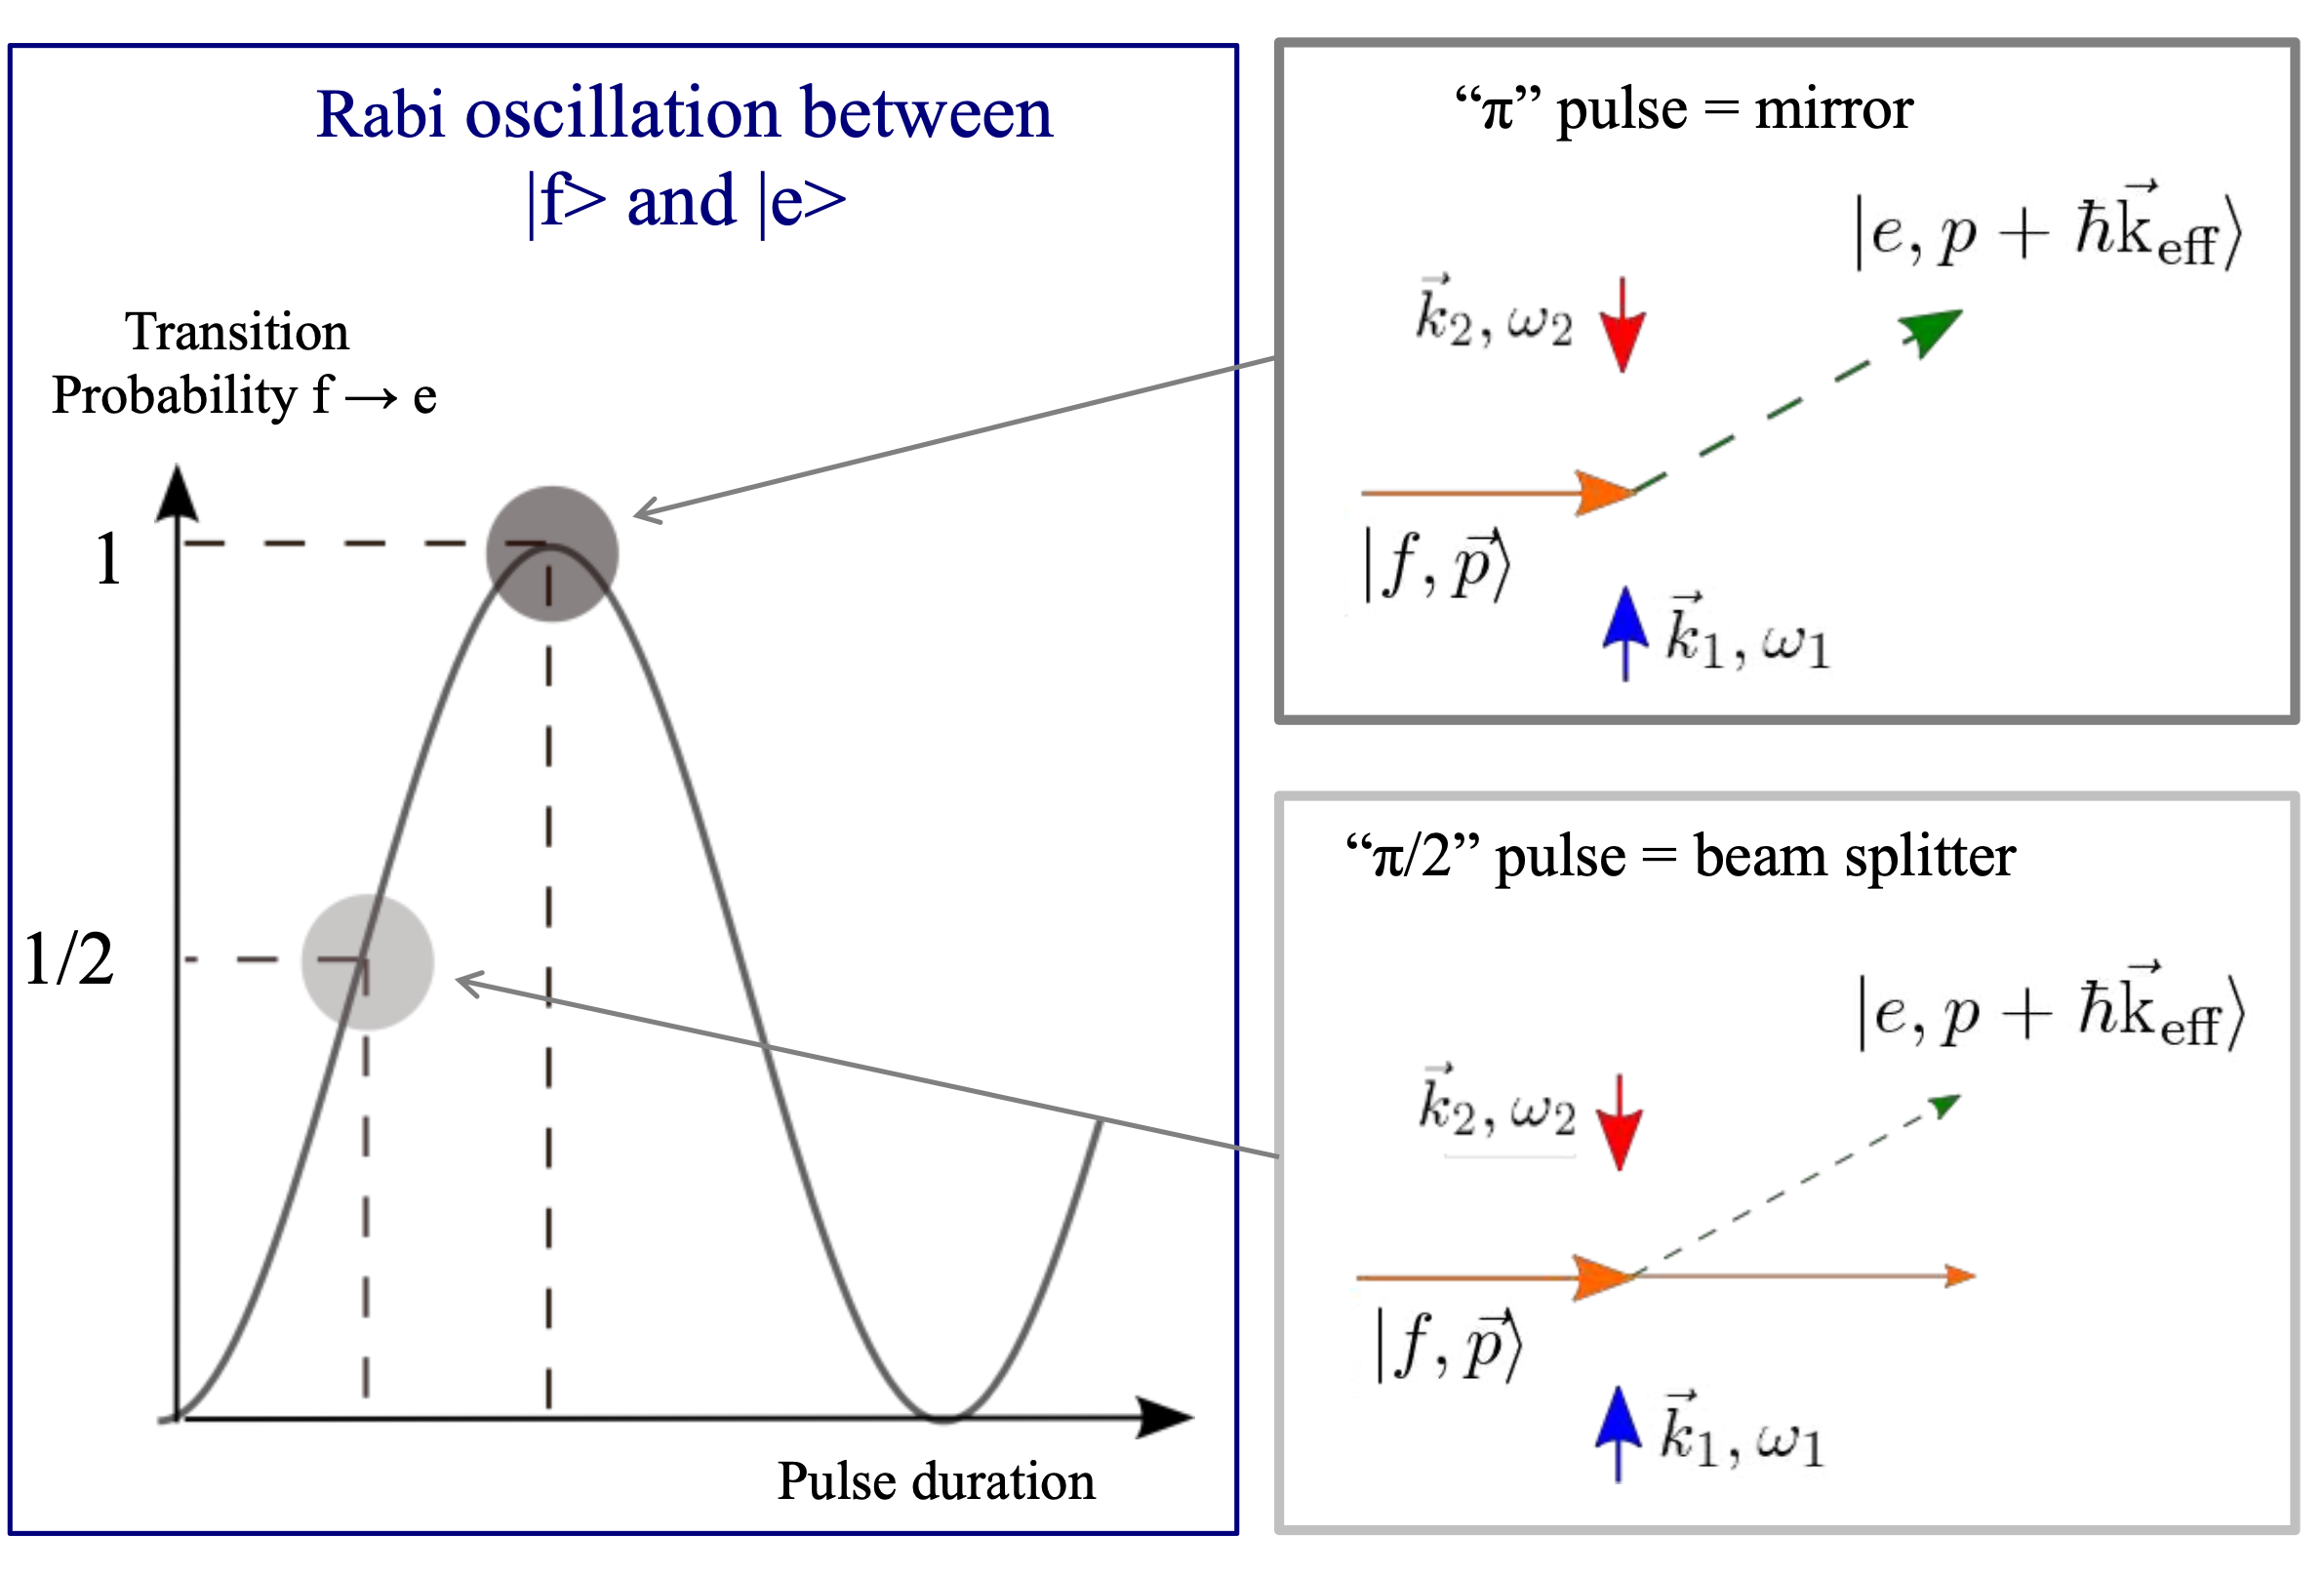 Rabi oscillation between
|f> and |e>
Transition
Probability f → e
1
1/2
Pulse duration
“π” pulse = mirror
|e, p + ℏk⃗eff⟩
k⃗2, ω2
|f, p⃗⟩
k⃗1, ω1
“π/2” pulse = beam splitter
|e, p + ℏk⃗eff⟩
k⃗2, ω2
|f, p⃗⟩
k⃗1, ω1